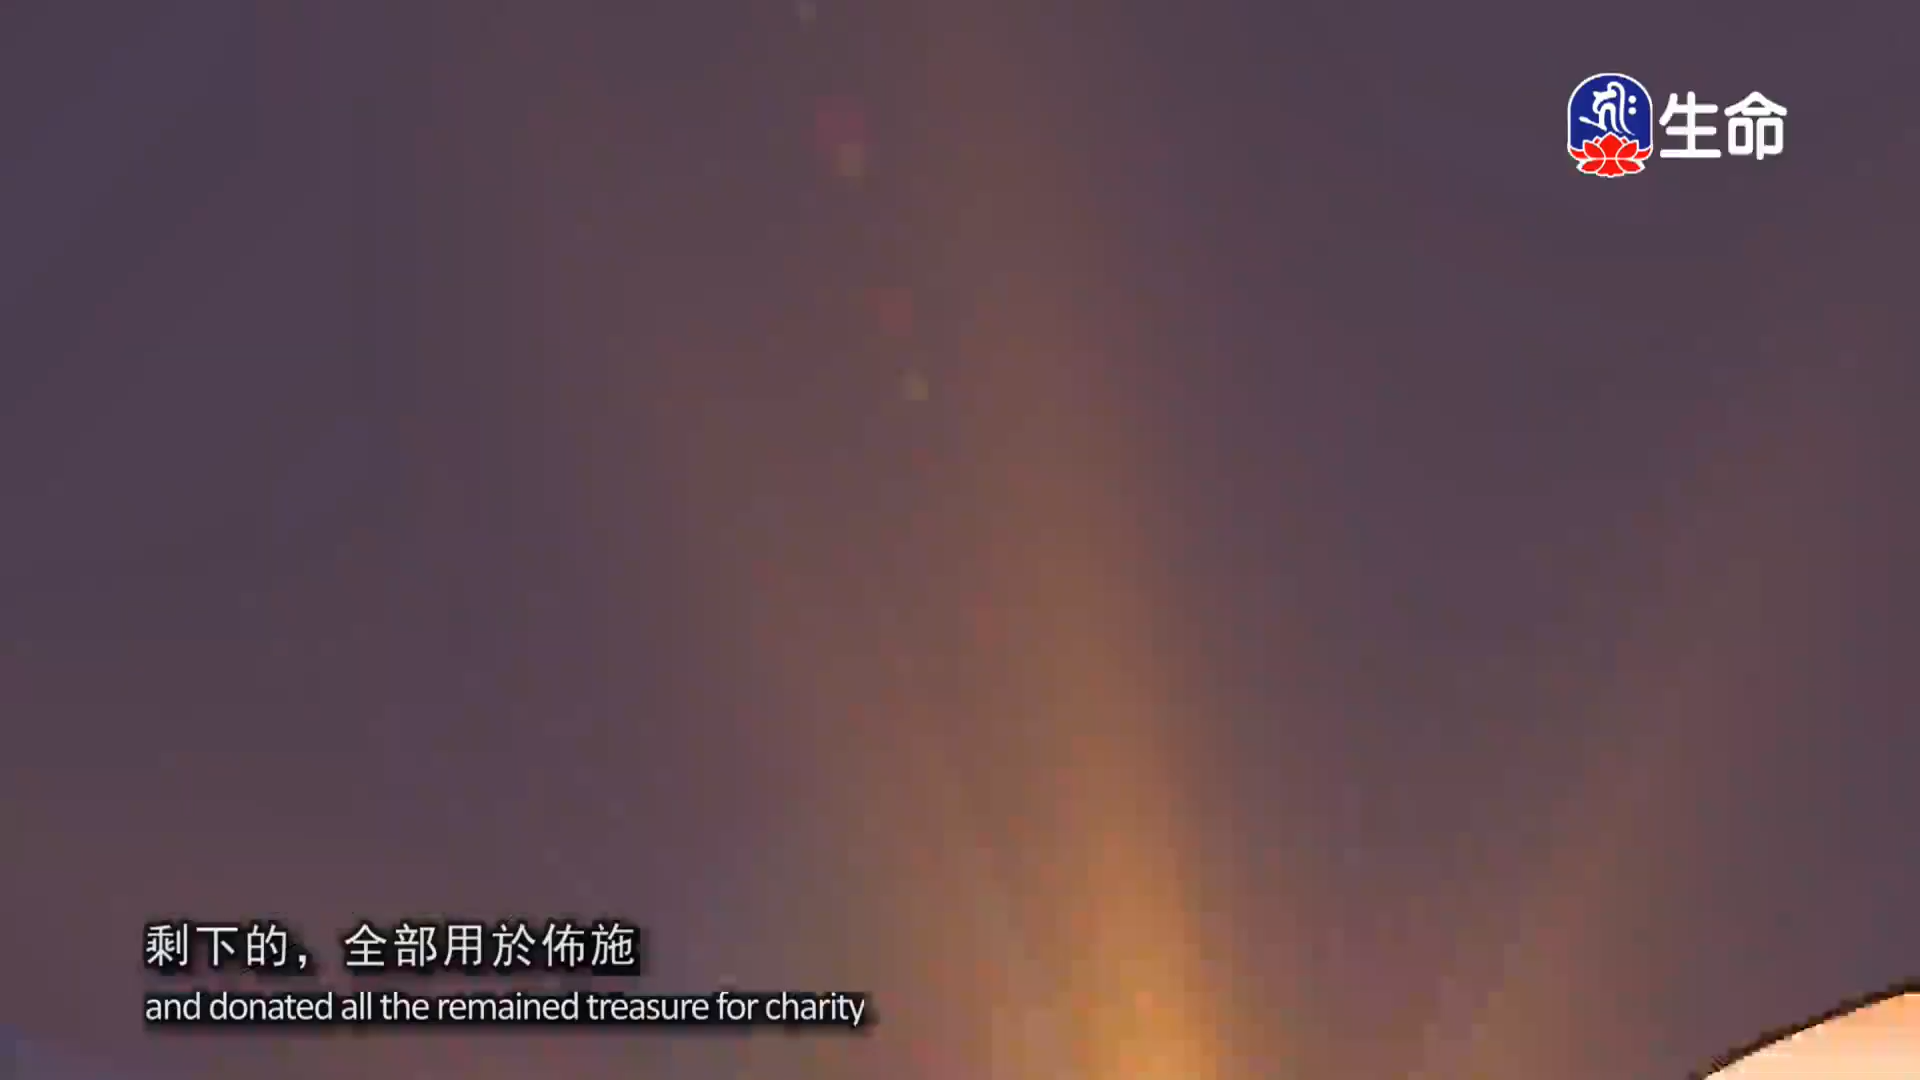 生命
剩下的，全部用於佈施
and donated all the remained treasure for charity